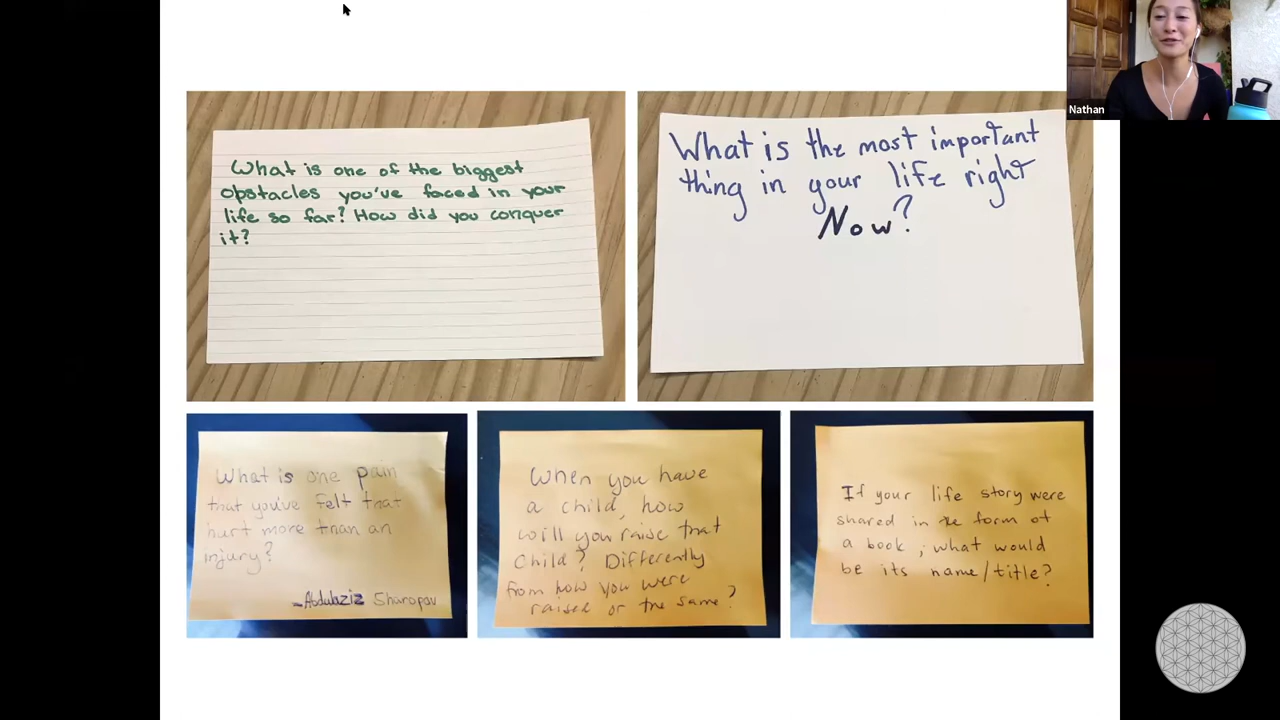 Nathan
What is one of the biggest
obstacles you've faced in your
life so far? How did you conquer
it?
What is the most important
thing in your life right
Now?
What is one pain
that you've felt that
hurt more than an
injury?
-Abdulaziz Sharopov
When you have
a child, how
will you raise that
child? Differently
from how you were
raised or the same?
If your life story were
shared in the form of
a book, what would
be its name/title?